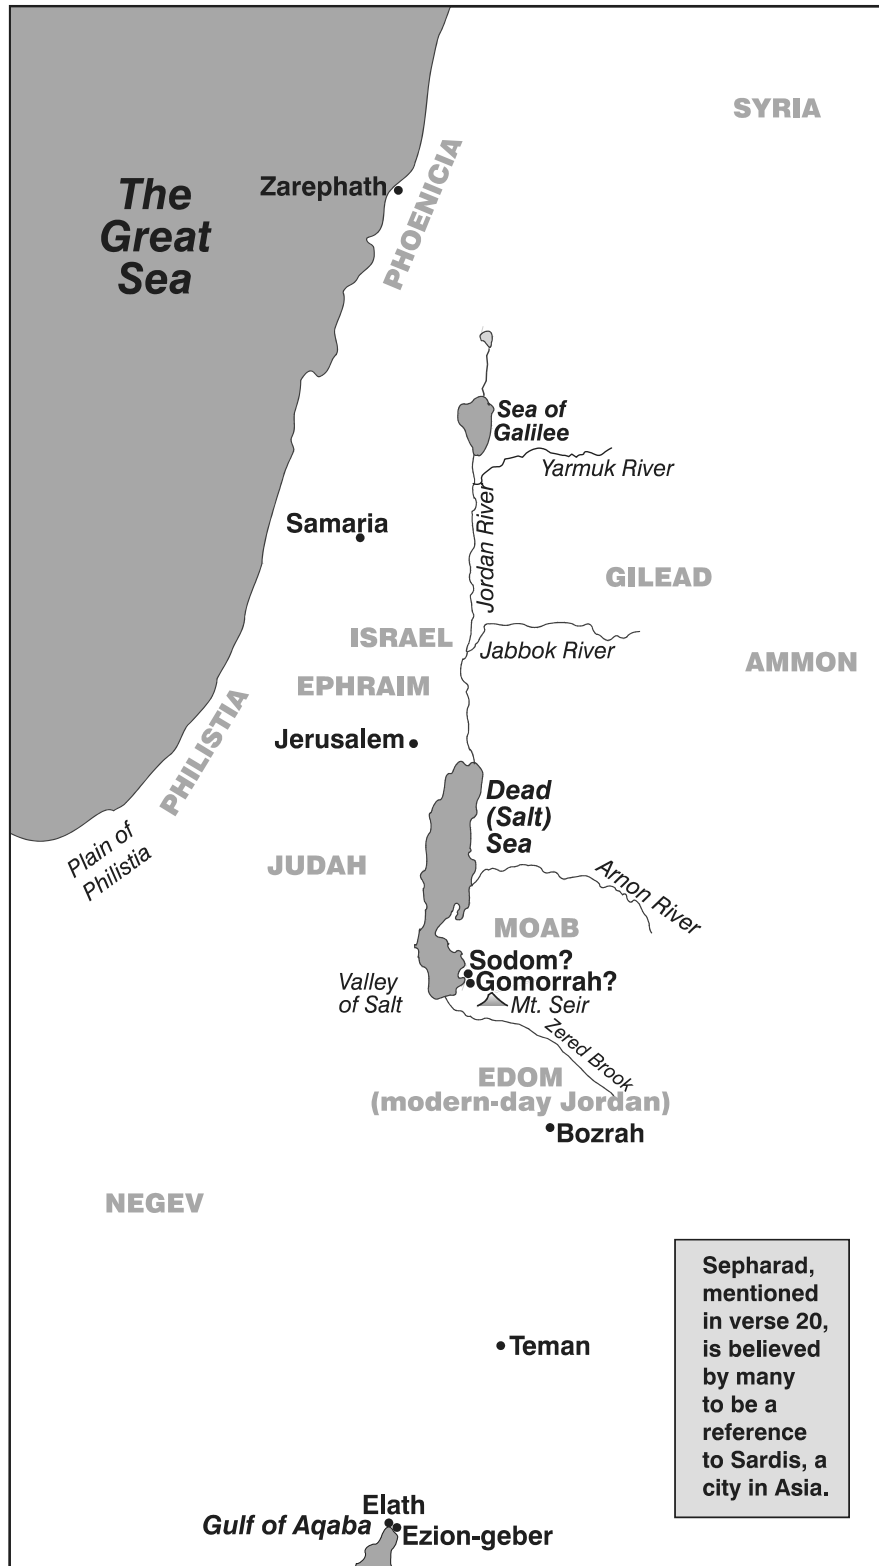 SYRIA
PHOENICIA
Zarephath
The
Great
Sea
Sea of
Galilee
Yarmuk River
Jordan River
Samaria
GILEAD
ISRAEL
Jabbok River
AMMON
EPHRAIM
PHILISTIA
Jerusalem
Dead
(Salt)
Sea
Plain of
Philistia
JUDAH
Arnon River
MOAB
Sodom?
Gomorrah?
Valley
of Salt
Mt. Seir
Zered Brook
EDOM
(modern-day Jordan)
Bozrah
NEGEV
Sepharad,
mentioned
in verse 20,
is believed
by many
to be a
reference
to Sardis, a
city in Asia.
Teman
Elath
Gulf of Aqaba
Ezion-geber